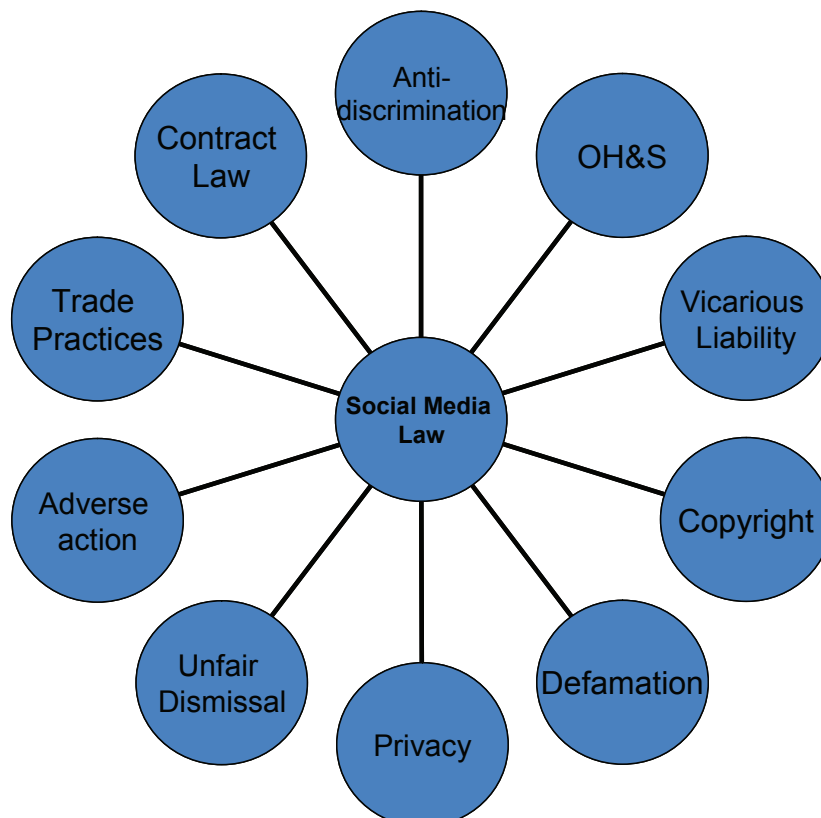 Anti-
discrimination
Contract
Law
OH&S
Trade
Practices
Vicarious
Liability
Social Media
Law
Adverse
action
Copyright
Unfair
Dismissal
Defamation
Privacy